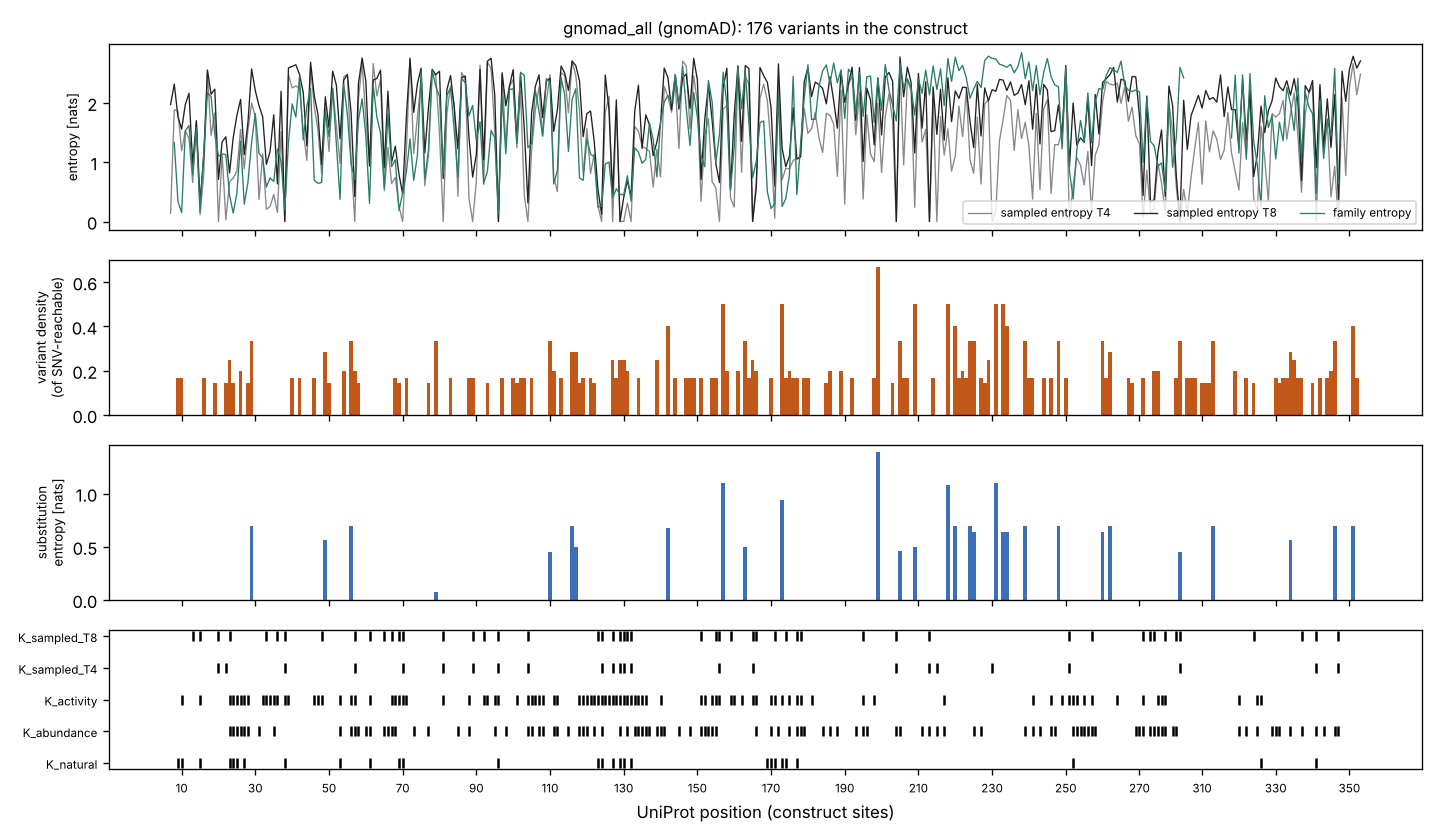 gnomad_all (gnomAD): 176 variants in the construct
entropy [nats]
2
1
0
sampled entropy T4
sampled entropy T8
family entropy
variant density
(of SNV-reachable)
0.6
0.4
0.2
0.0
substitution
entropy [nats]
1.0
0.5
0.0
K_sampled_T8
K_sampled_T4
K_activity
K_abundance
K_natural
10 30 50 70 90 110 130 150 170 190 210 230 250 270 310 330 350
UniProt position (construct sites)